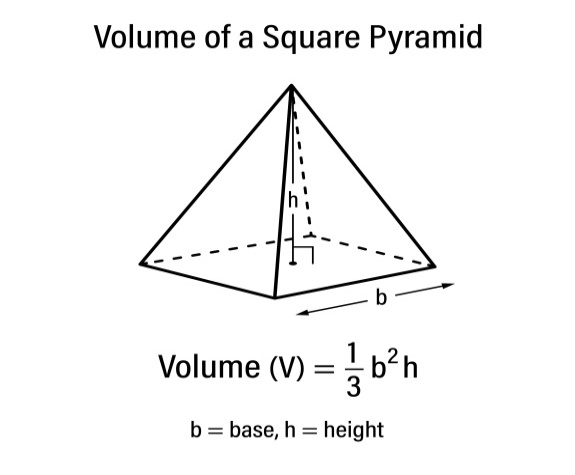 Volume of a Square Pyramid
h
b
Volume (V) = 1/3 b²h
b = base, h = height